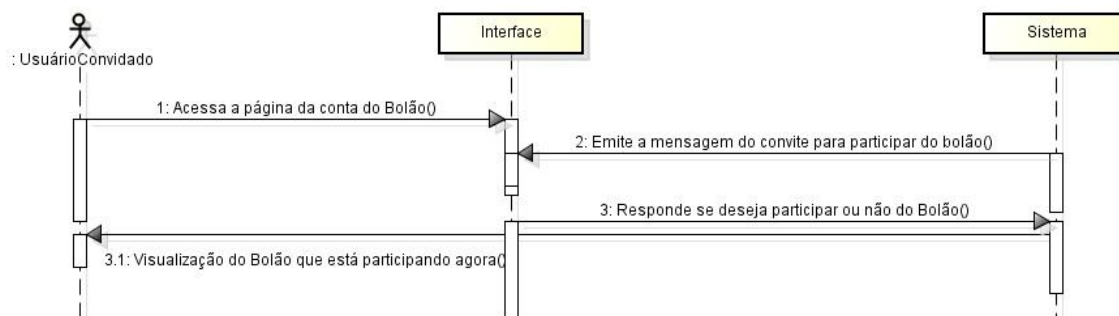 : UsuárioConvidado
Interface
Sistema
1: Acessa a página da conta do Bolão()
2: Emite a mensagem do convite para participar do bolão()
3: Responde se deseja participar ou não do Bolão()
3.1: Visualização do Bolão que está participando agora()